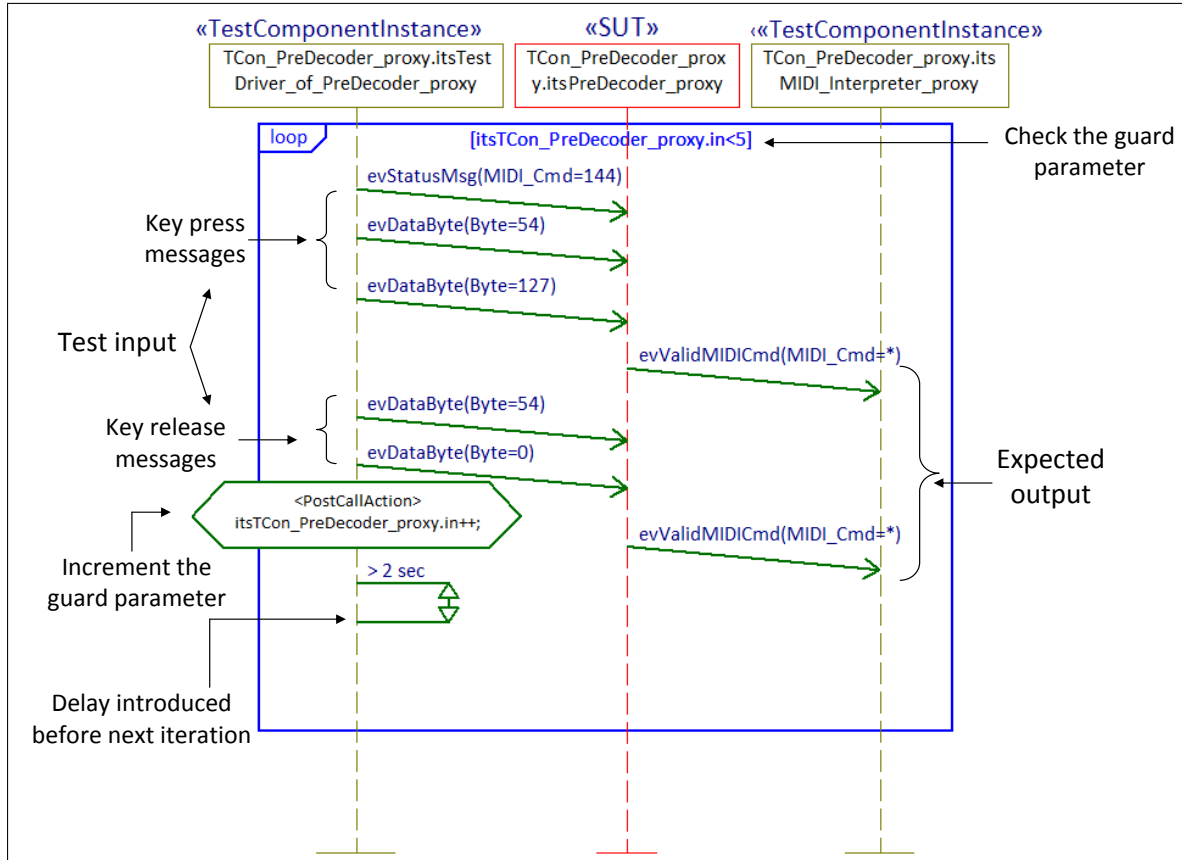 «TestComponentInstance»
«SUT»
‹«TestComponentInstance»
TCon_PreDecoder_proxy.itsTest
Driver_of_PreDecoder_proxy
TCon_PreDecoder_prox
y.itsPreDecoder_proxy
TCon_PreDecoder_proxy.its
MIDI_Interpreter_proxy
loop
[itsTCon_PreDecoder_proxy.in<5]
Check the guard
parameter
evStatusMsg(MIDI_Cmd=144)
Key press
messages
evDataByte(Byte=54)
evDataByte(Byte=127)
Test input
evValidMIDICmd(MIDI_Cmd=*)
evDataByte(Byte=54)
Key release
messages
evDataByte(Byte=0)
Expected
output
<PostCallAction>
itsTCon_PreDecoder_proxy.in++;
evValidMIDICmd(MIDI_Cmd=*)
Increment the
guard parameter
> 2 sec
Delay introduced
before next iteration